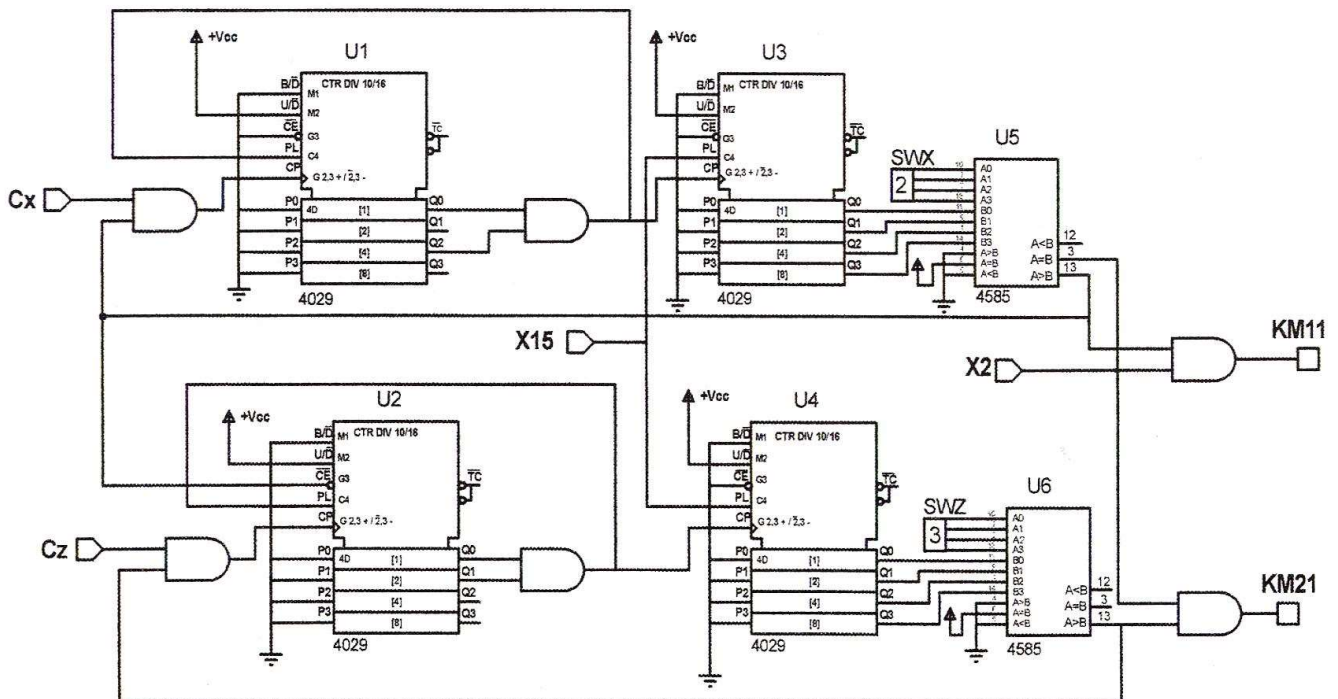 +Vcc
+Vcc
U1
U3
B/D̅
M1
CTR DIV 10/16
U/D̅
M2
C̅E̅
G3
T̅C̅
PL
C4
CP
G 2,3 + / 2̅,3 -
B/D̅
M1
CTR DIV 10/16
U/D̅
M2
C̅E̅
G3
T̅C̅
PL
C4
CP
G 2,3 + / 2̅,3 -
Cx
P0
4D
[1]
Q0
P1
[2]
Q1
P2
[4]
Q2
P3
[8]
Q3
4029
P0
4D
[1]
Q0
P1
[2]
Q1
P2
[4]
Q2
P3
[8]
Q3
4029
U5
SWX
2
A0
A1
A2
A3
B0
B1
B2
B3
A>B
A=B
A<B
A<B
12
A=B
3
A>B
13
4585
X15
X2
KM11
+Vcc
+Vcc
U2
U4
B/D̅
M1
CTR DIV 10/16
U/D̅
M2
C̅E̅
G3
T̅C̅
PL
C4
CP
G 2,3 + / 2̅,3 -
B/D̅
M1
CTR DIV 10/16
U/D̅
M2
C̅E̅
G3
T̅C̅
PL
C4
CP
G 2,3 + / 2̅,3 -
Cz
P0
4D
[1]
Q0
P1
[2]
Q1
P2
[4]
Q2
P3
[8]
Q3
4029
P0
4D
[1]
Q0
P1
[2]
Q1
P2
[4]
Q2
P3
[8]
Q3
4029
U6
SWZ
3
A0
A1
A2
A3
B0
B1
B2
B3
A>B
A=B
A<B
A<B
12
A=B
3
A>B
13
4585
KM21